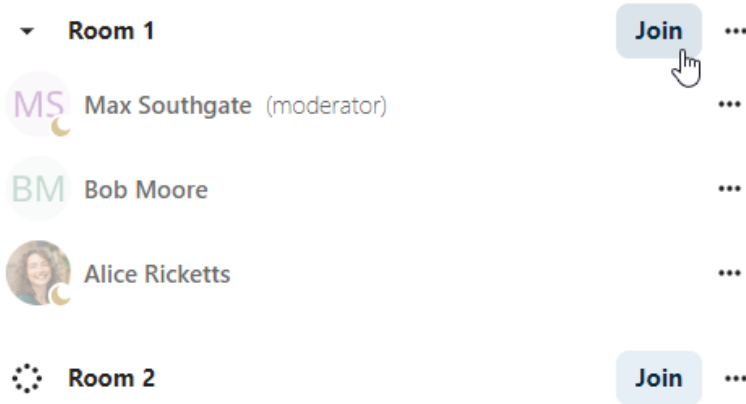 Room 1 Join
MS Max Southgate (moderator)
BM Bob Moore
Alice Ricketts
Room 2 Join